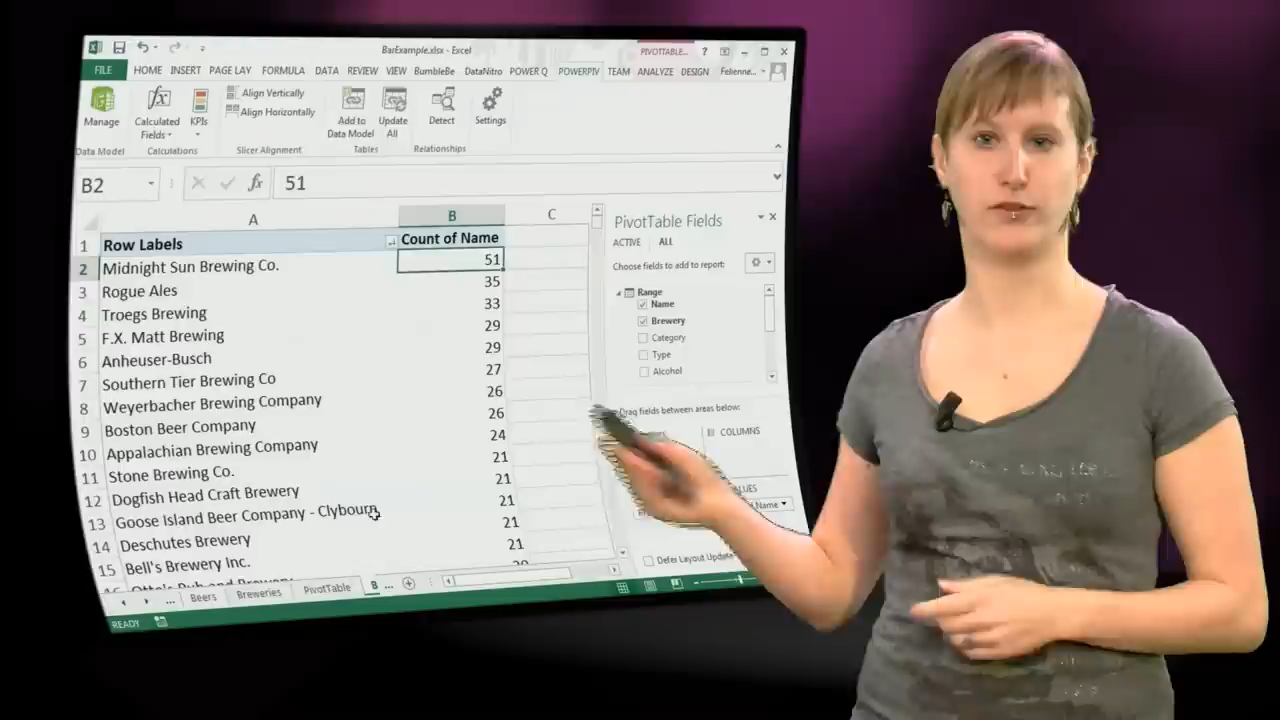 BarExample.xlsx - Excel
PIVOTTABLE...
FILE HOME INSERT PAGE LAY FORMULA DATA REVIEW VIEW BumbleBe DataNitro POWER Q POWERPIV TEAM ANALYZE DESIGN Felienne...
Manage
Calculated
Fields
KPIs
Align Vertically
Align Horizontally
Add to
Data Model
Update
All
Detect
Settings
Data Model Calculations Slicer Alignment Tables Relationships
B2 fx 51
A B C
1 Row Labels Count of Name
2 Midnight Sun Brewing Co. 51
3 Rogue Ales 35
4 Troegs Brewing 33
5 F.X. Matt Brewing 29
6 Anheuser-Busch 29
7 Southern Tier Brewing Co 27
8 Weyerbacher Brewing Company 26
9 Boston Beer Company 26
10 Appalachian Brewing Company 24
11 Stone Brewing Co. 21
12 Dogfish Head Craft Brewery 21
13 Goose Island Beer Company - Clybourn 21
14 Deschutes Brewery 21
15 Bell's Brewery Inc. 21
PivotTable Fields
ACTIVE ALL
Choose fields to add to report:
Range
Name
Brewery
Category
Type
Alcohol
Drag fields between areas below:
COLUMNS
... Beers Breweries PivotTable B ...
READY